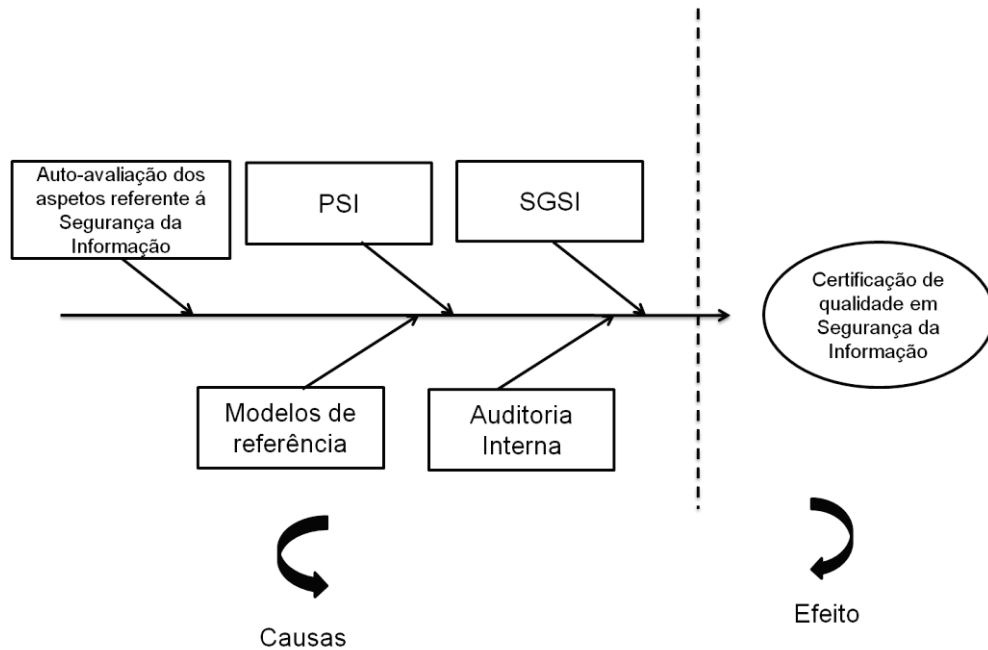 Auto-avaliação dos
aspetos referente á
Segurança da
Informação
PSI
SGSI
Certificação de
qualidade em
Segurança da
Informação
Modelos de
referência
Auditoria
Interna
Causas
Efeito